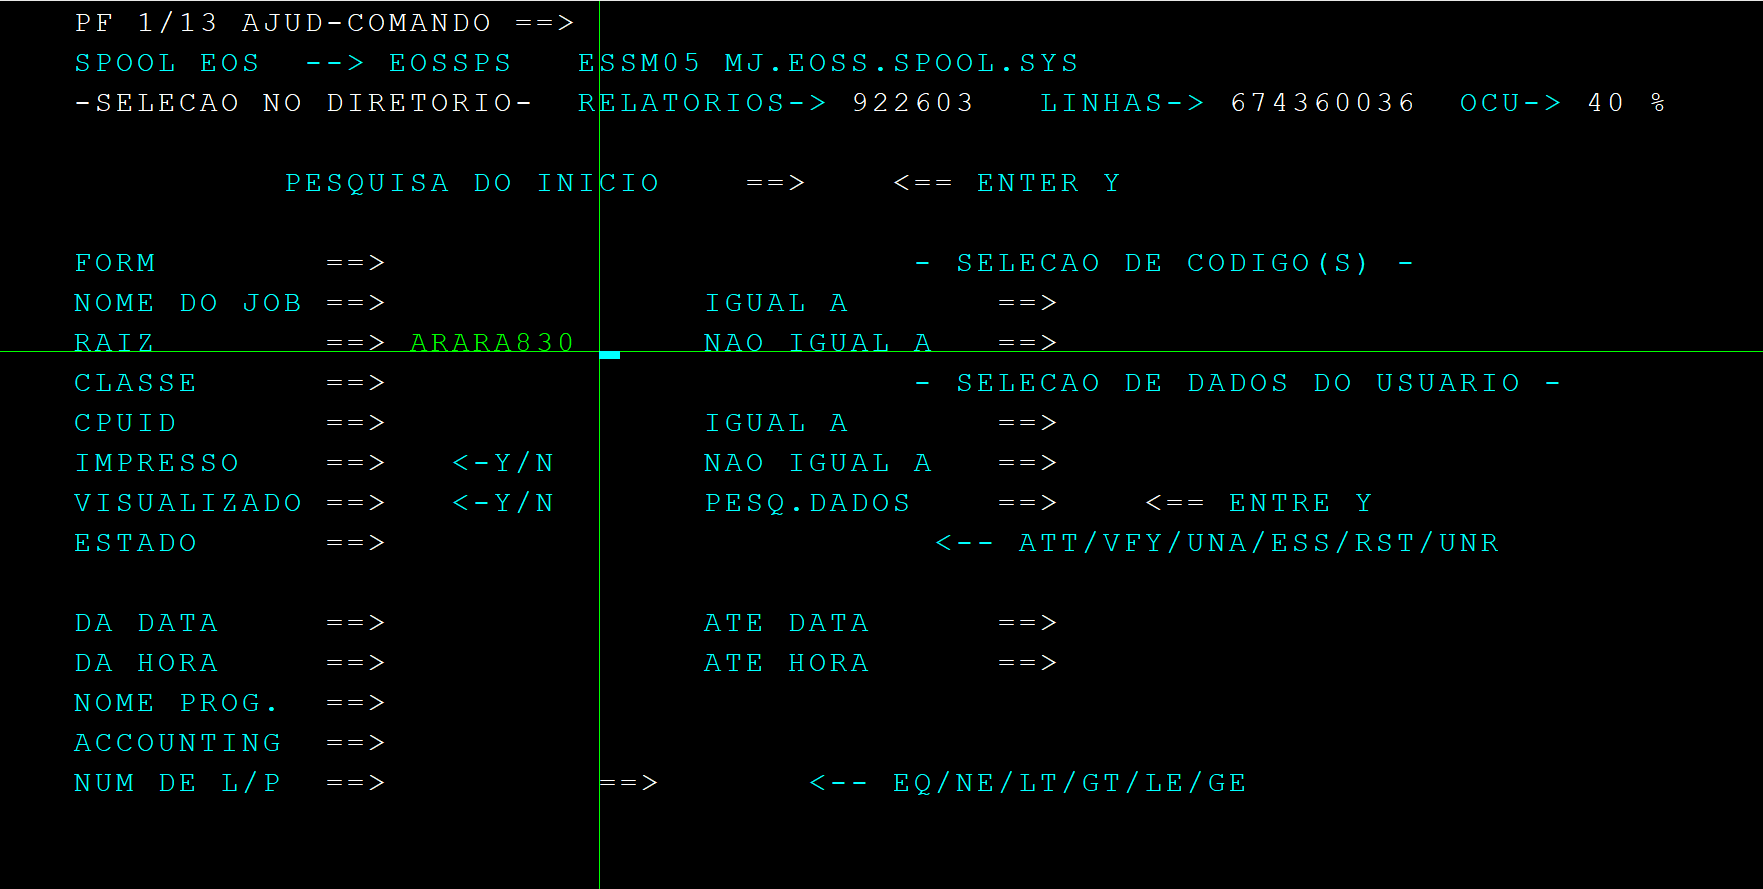 PF 1/13 AJUD-COMANDO ==>
SPOOL EOS --> EOSSPS ESSM05 MJ.EOSS.SPOOL.SYS
-SELECAO NO DIRETORIO- RELATORIOS-> 922603 LINHAS-> 674360036 OCU-> 40 %
PESQUISA DO INICIO ==> <== ENTER Y
FORM ==> - SELECAO DE CODIGO(S) -
NOME DO JOB ==> IGUAL A ==>
RAIZ ==> ARARA830 NAO IGUAL A ==>
CLASSE ==> - SELECAO DE DADOS DO USUARIO -
CPUID ==> IGUAL A ==>
IMPRESSO ==> <-Y/N NAO IGUAL A ==>
VISUALIZADO ==> <-Y/N PESQ.DADOS ==> <== ENTRE Y
ESTADO ==> <-- ATT/VFY/UNA/ESS/RST/UNR
DA DATA ==> ATE DATA ==>
DA HORA ==> ATE HORA ==>
NOME PROG. ==>
ACCOUNTING ==>
NUM DE L/P ==> ==> <-- EQ/NE/LT/GT/LE/GE